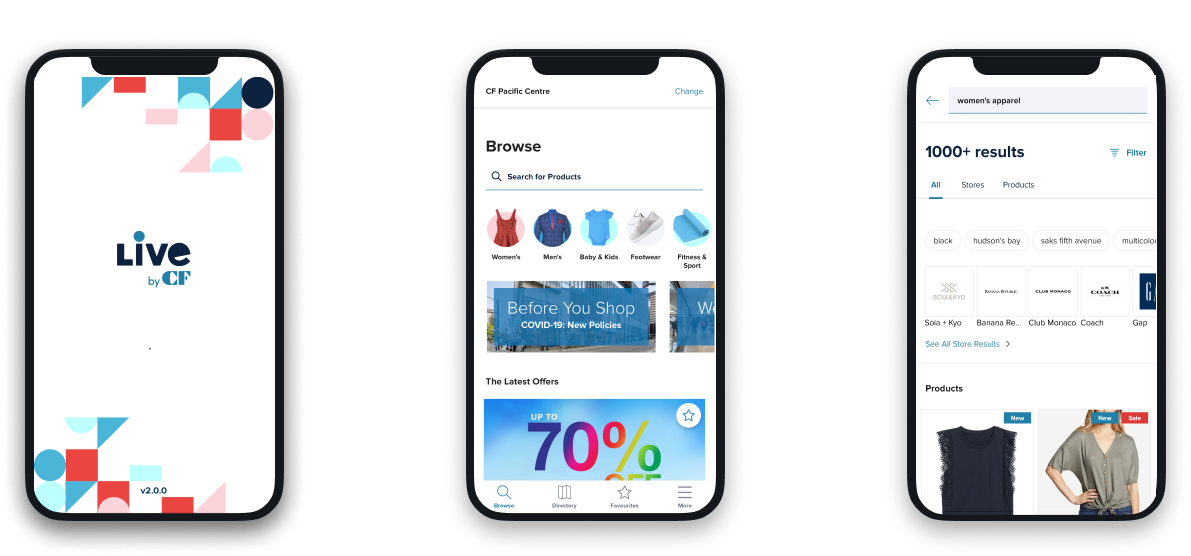 LIVE
by CF
v2.0.0
CF Pacific Centre
Change
Browse
Search for Products
Women's
Men's
Baby & Kids
Footwear
Fitness &
Sport
Before You Shop
COVID-19: New Policies
The Latest Offers
UP TO
70%
OFF
Browse
Directory
Favourites
More
women's apparel
1000+ results
Filter
All
Stores
Products
black
hudson's bay
saks fifth avenue
multicolou
SOIA&KYO
BANANA REPUBLIC
CLUB MONACO
COACH
Soia + Kyo
Banana Re...
Club Monaco
Coach
Gap
See All Store Results
Products
New
New
Sale